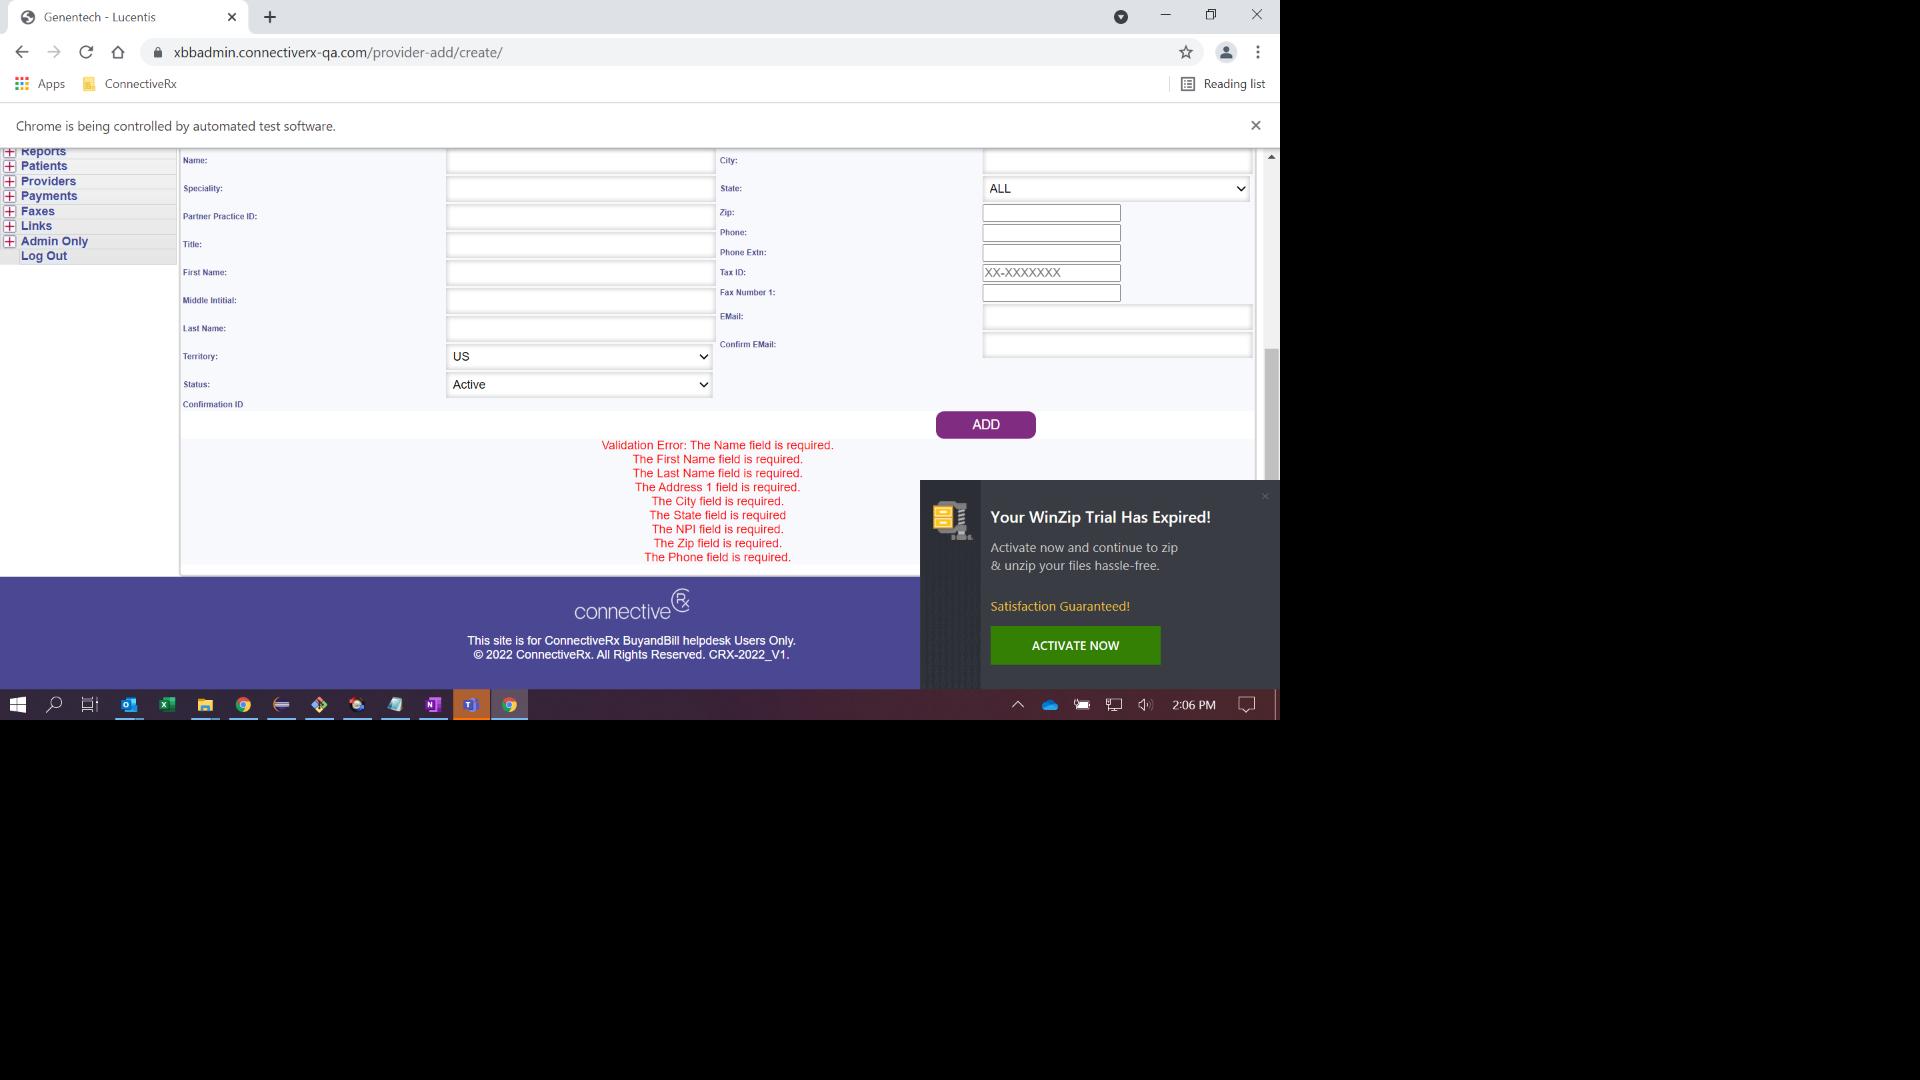 Genentech - Lucentis
xbbadmin.connectiverx-qa.com/provider-add/create/
Apps
ConnectiveRx
Reading list
Chrome is being controlled by automated test software.
Reports
Patients
Providers
Payments
Faxes
Links
Admin Only
Log Out
Name:
Speciality:
Partner Practice ID:
Title:
First Name:
Middle Intitial:
Last Name:
Territory:
US
Status:
Active
Confirmation ID
City:
State:
ALL
Zip:
Phone:
Phone Extn:
Tax ID:
XX-XXXXXXX
Fax Number 1:
EMail:
Confirm EMail:
ADD
Validation Error: The Name field is required.
The First Name field is required.
The Last Name field is required.
The Address 1 field is required.
The City field is required.
The State field is required
The NPI field is required.
The Zip field is required.
The Phone field is required.
connective Rx
This site is for ConnectiveRx BuyandBill helpdesk Users Only.
© 2022 ConnectiveRx. All Rights Reserved. CRX-2022_V1.
Your WinZip Trial Has Expired!
Activate now and continue to zip
& unzip your files hassle-free.
Satisfaction Guaranteed!
ACTIVATE NOW
2:06 PM